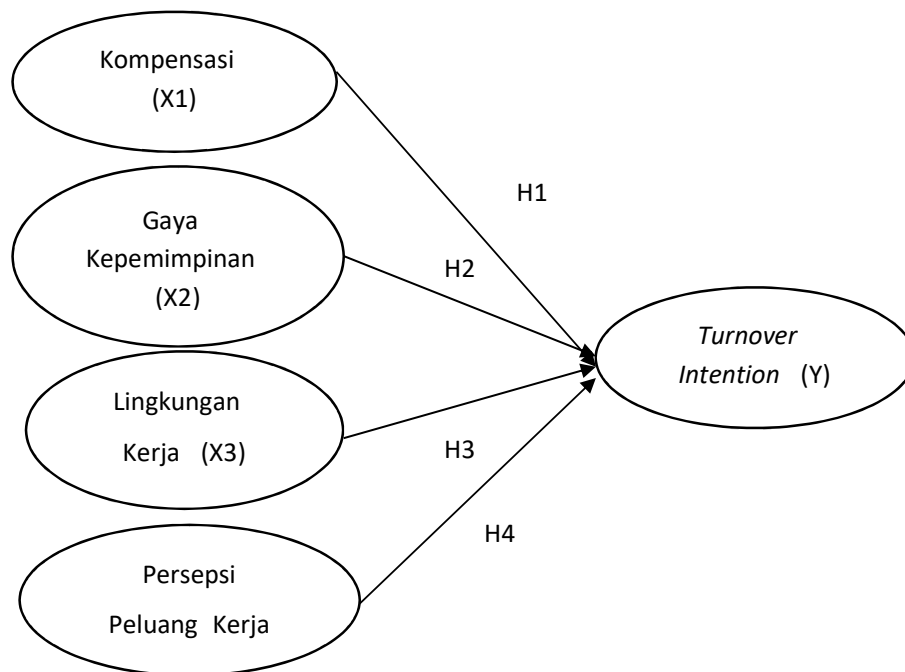 Kompensasi
(X1)
H1
Gaya
Kepemimpinan
(X2)
H2
Turnover
Intention (Y)
Lingkungan
Kerja (X3)
H3
H4
Persepsi
Peluang Kerja